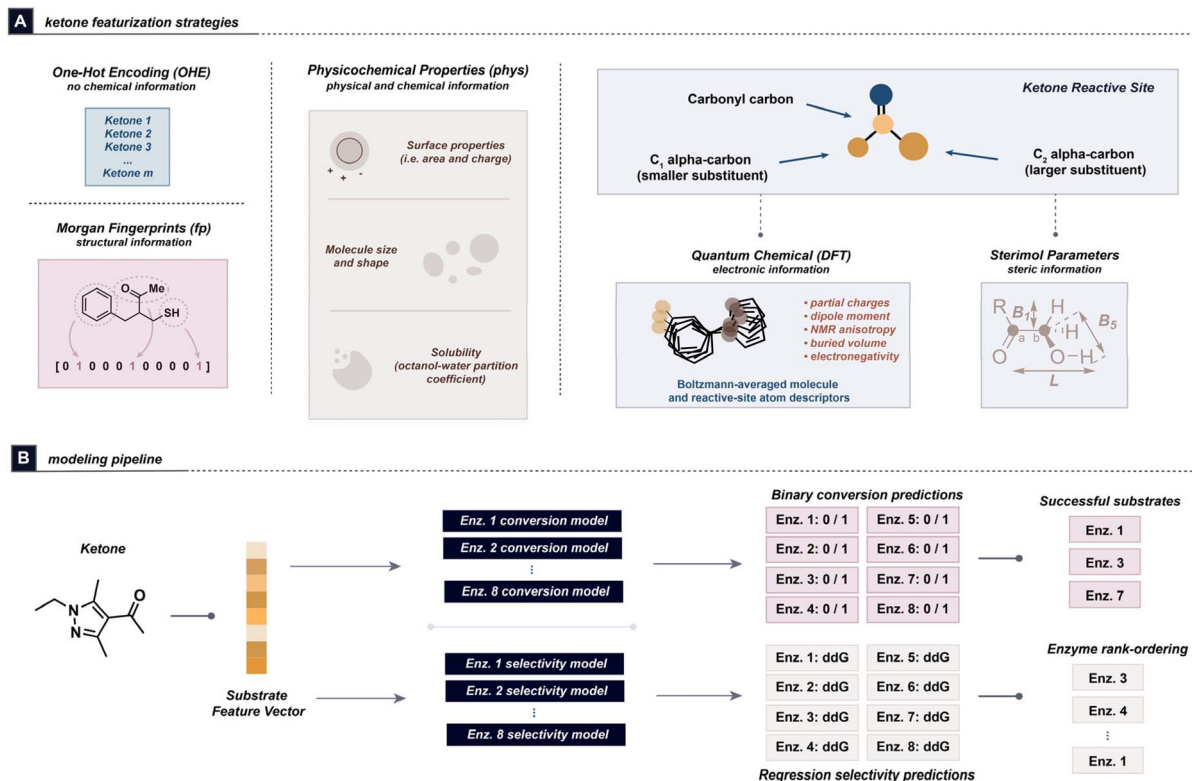 A ketone featurization strategies
One-Hot Encoding (OHE)
no chemical information
Ketone 1
Ketone 2
Ketone 3
...
Ketone m
Morgan Fingerprints (fp)
structural information
O
Me
SH
[ 0 1 0 0 0 1 0 0 0 0 1 ]
Physicochemical Properties (phys)
physical and chemical information
+ + -
Surface properties
(i.e. area and charge)
Molecule size
and shape
Solubility
(octanol-water partition
coefficient)
Ketone Reactive Site
Carbonyl carbon
C1 alpha-carbon
(smaller substituent)
C2 alpha-carbon
(larger substituent)
Quantum Chemical (DFT)
electronic information
• partial charges
• dipole moment
• NMR anisotropy
• buried volume
• electronegativity
Boltzmann-averaged molecule
and reactive-site atom descriptors
Sterimol Parameters
steric information
R B1 H
H B5
a b
O O-H
L
B modeling pipeline
Ketone
N
N
O
Substrate
Feature Vector
Enz. 1 conversion model
Enz. 2 conversion model
⋮
Enz. 8 conversion model
Enz. 1 selectivity model
Enz. 2 selectivity model
⋮
Enz. 8 selectivity model
Binary conversion predictions
Enz. 1: 0 / 1 Enz. 5: 0 / 1
Enz. 2: 0/1 Enz. 6: 0 / 1
Enz. 3: 0/1 Enz. 7: 0/1
Enz. 4: 0/1 Enz. 8: 0 / 1
Enz. 1: ddG Enz. 5: ddG
Enz. 2: ddG Enz. 6: ddG
Enz. 3: ddG Enz. 7: ddG
Enz. 4: ddG Enz. 8: ddG
Regression selectivity predictions
Successful substrates
Enz. 1
Enz. 3
Enz. 7
Enzyme rank-ordering
Enz. 3
Enz. 4
⋮
Enz. 1